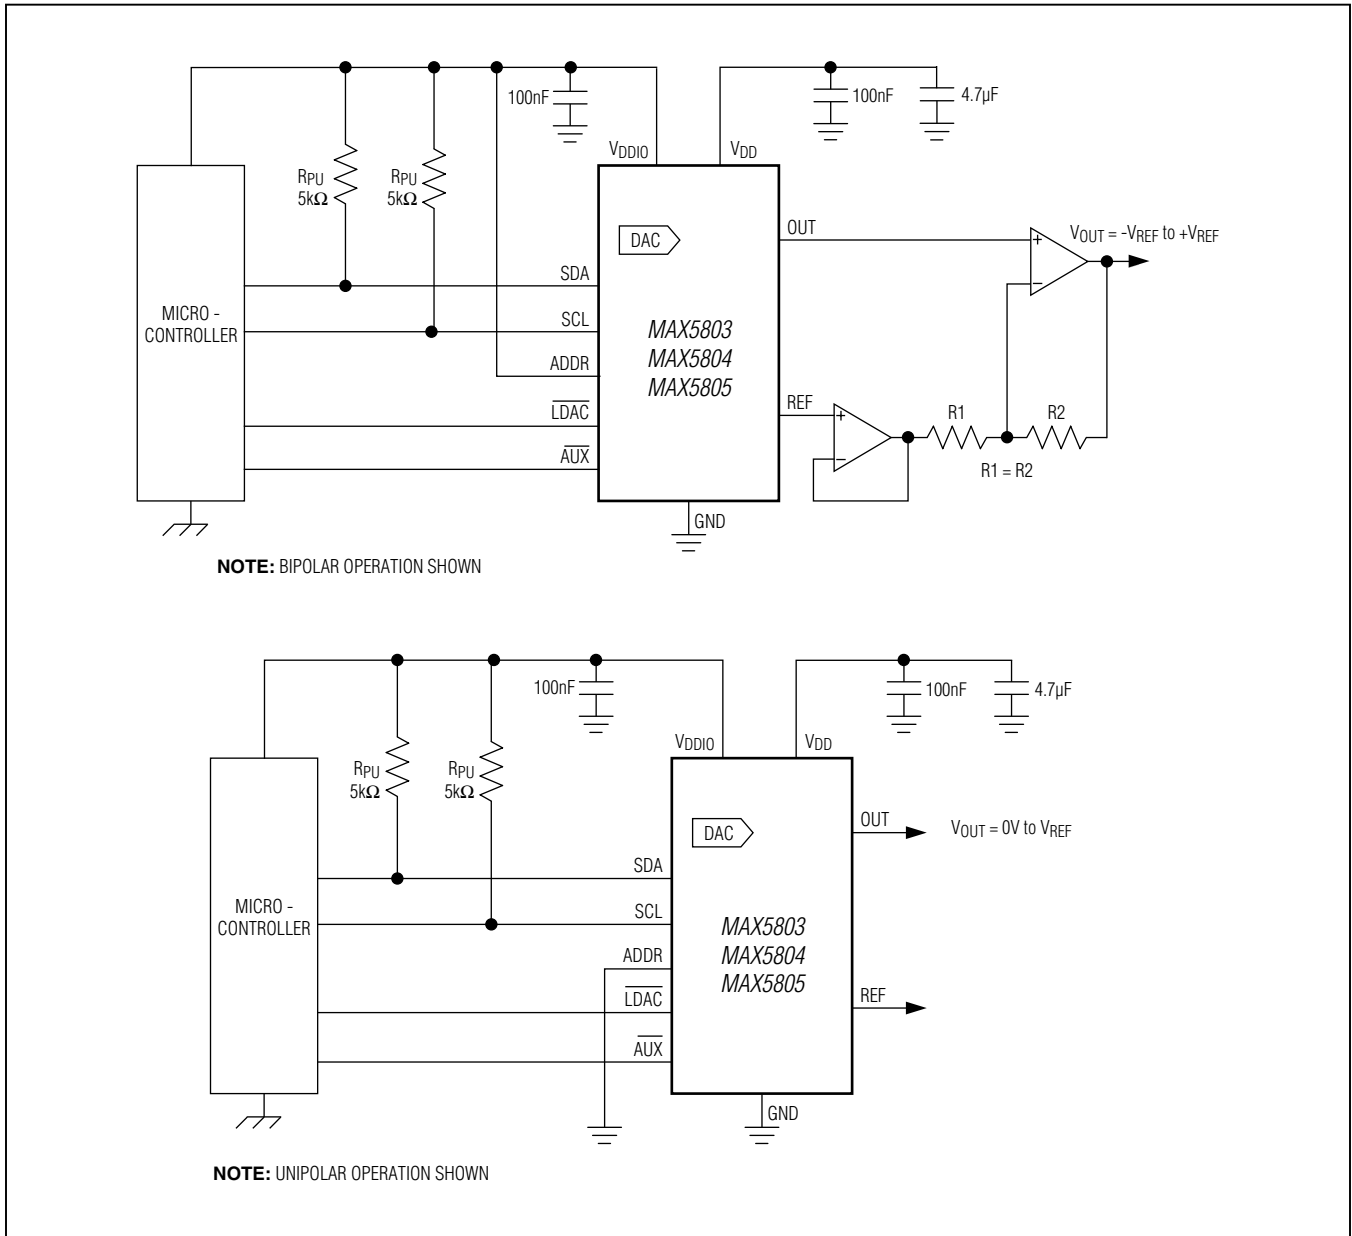 100nF
100nF
4.7µF
VDDIO
VDD
RPU
5kΩ
RPU
5kΩ
DAC
OUT
+
VOUT = -VREF to +VREF
−
SDA
MICRO -
CONTROLLER
SCL
MAX5803
MAX5804
MAX5805
ADDR
REF
+
R1
R2
LDAC
−
AUX
R1 = R2
GND
NOTE: BIPOLAR OPERATION SHOWN
100nF
100nF
4.7µF
VDDIO
VDD
RPU
5kΩ
RPU
5kΩ
DAC
OUT
VOUT = 0V to VREF
SDA
MICRO -
CONTROLLER
SCL
MAX5803
MAX5804
MAX5805
ADDR
LDAC
REF
AUX
GND
NOTE: UNIPOLAR OPERATION SHOWN